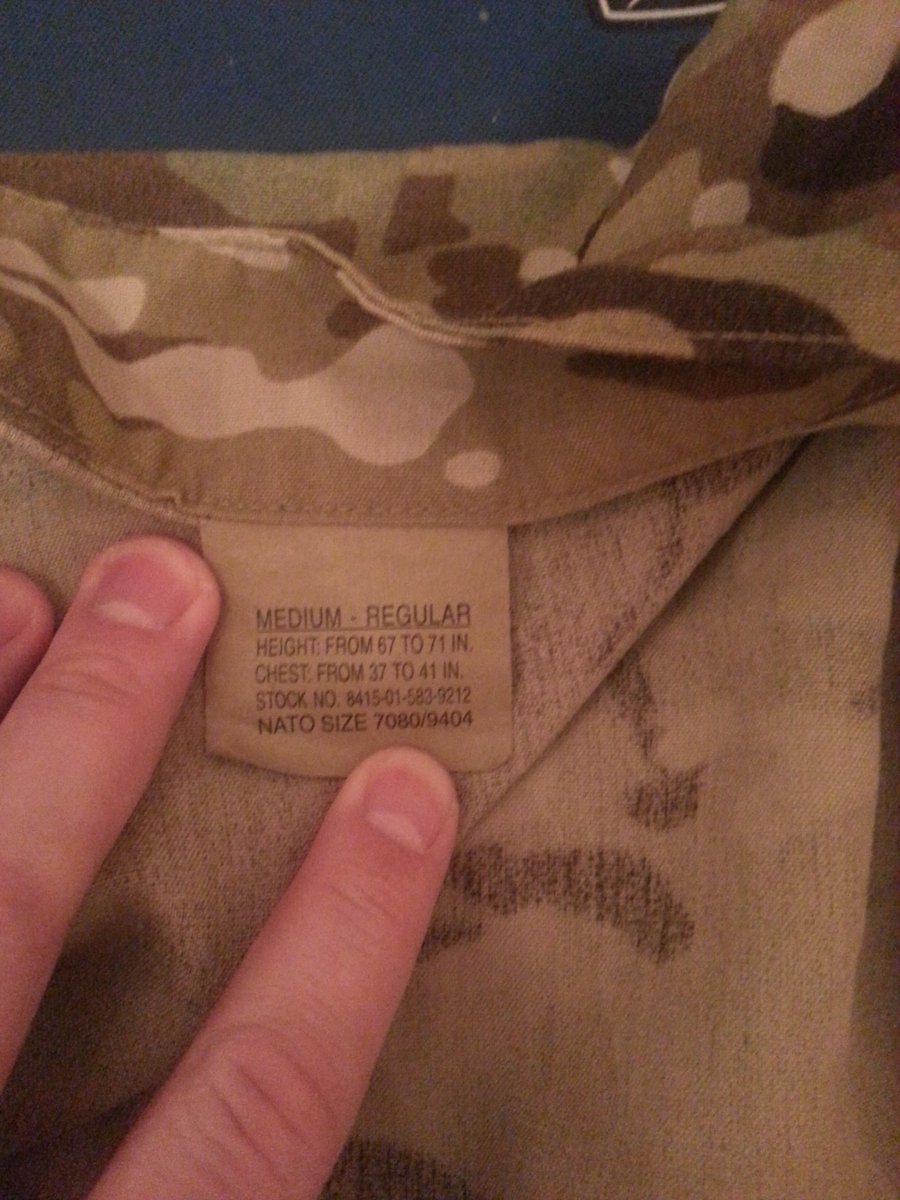 MEDIUM - REGULAR
HEIGHT: FROM 67 TO 71 IN.
CHEST: FROM 37 TO 41 IN.
STOCK NO. 8415-01-583-9212
NATO SIZE 7080/9404